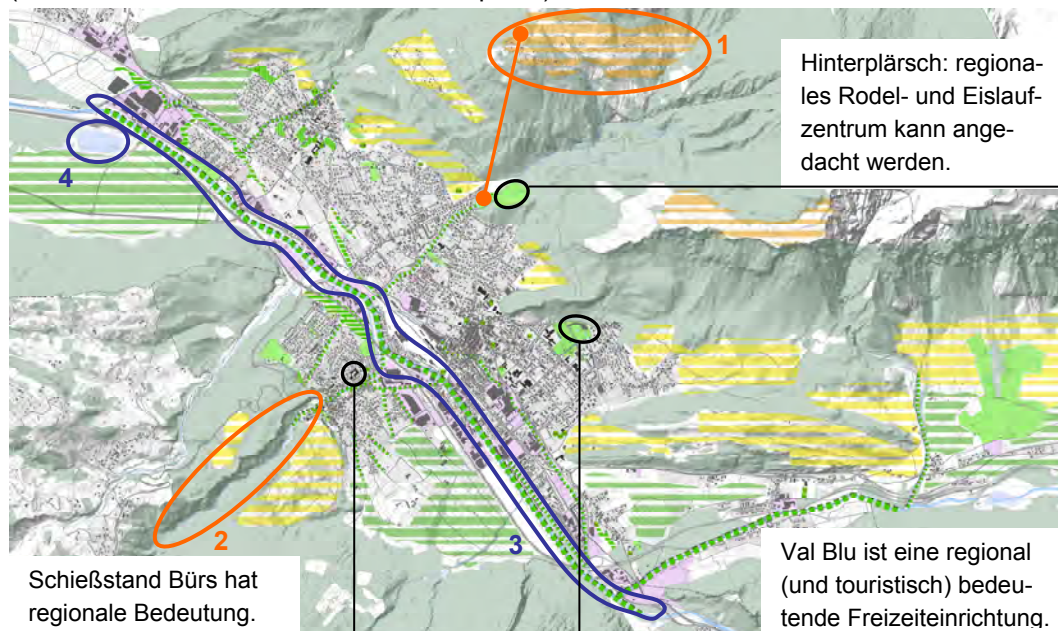 1
Hinterplärsch: regiona-
les Rodel- und Eislauf-
zentrum kann ange-
dacht werden.
4
2
3
Schießstand Bürs hat
regionale Bedeutung.
Val Blu ist eine regional
(und touristisch) bedeu-
tende Freizeiteinrichtung.